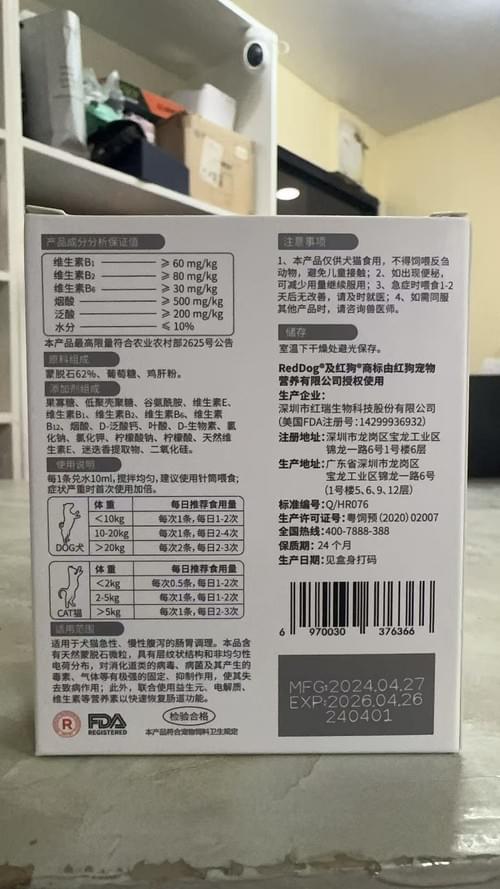 产品成分分析保证值
维生素B₁ ≥ 60 mg/kg
维生素B₂ ≥ 80 mg/kg
维生素B₆ ≥ 30 mg/kg
烟酸 ≥ 500 mg/kg
泛酸 ≥ 200 mg/kg
水分 ≤ 10%
本产品最高限量符合农业农村部2625号公告
原料组成
蒙脱石62%、葡萄糖、鸡肝粉。
添加剂组成
果寡糖、低聚壳聚糖、谷氨酰胺、维生素E、
维生素B₁、维生素B₂、维生素B₆、维生素
B₁₂、烟酸、D-泛酸钙、叶酸、D-生物素、氯
化钠、氯化钾、柠檬酸钠、柠檬酸、天然维
生素E、迷迭香提取物、二氧化硅。
使用说明
每1条兑水10ml,搅拌均匀,建议使用针筒喂食;
症状严重时首次使用加倍。
DOG犬
体重 每日推荐食用量
＜10kg 每次1条,每日1-2次
10-20kg 每次1条,每日2-4次
＞20kg 每次2条,每日2-3次
CAT猫
体重 每日推荐食用量
＜2kg 每次0.5条,每日1-2次
2-5kg 每次1条,每日1-2次
＞5kg 每次1条,每日2-3次
适用范围
适用于犬猫急性、慢性腹泻的肠胃调理。本品含
有天然蒙脱石微粒，具有层纹状结构和非均匀性
电荷分布，对消化道类的病毒、病菌及其产生的
毒素、气体等有极强的固定、抑制作用，使其失
去致病作用；此外，联合使用益生元、电解质、
维生素等营养素以快速恢复肠道功能。
R
FDA
REGISTERED
检验合格
本产品符合宠物饲料卫生规定
注意事项
1、本产品仅供犬猫食用，不得饲喂反刍
动物，避免儿童接触；2、如出现便秘，
可减少用量继续服用；3、急症时喂食1-2
天后无改善，请及时就医；4、如需同服
其他产品时，请咨询兽医师。
储存
室温下干燥处避光保存。
RedDog®及红狗®商标由红狗宠物
营养有限公司授权使用
生产企业：
深圳市红瑞生物科技股份有限公司
(美国FDA注册号：14299936932)
注册地址：深圳市龙岗区宝龙工业区
锦龙一路6号1号楼6层
生产地址：广东省深圳市龙岗区
宝龙工业区锦龙一路6号
(1号楼5、6、9、12层)
标准编号：Q/HR076
生产许可证号：粤饲预(2020)02007
全国热线：400-7888-388
保质期：24个月
生产日期：见盒身打码
6 970030 376366
MFG:2024.04.27
EXP:2026.04.26
240401